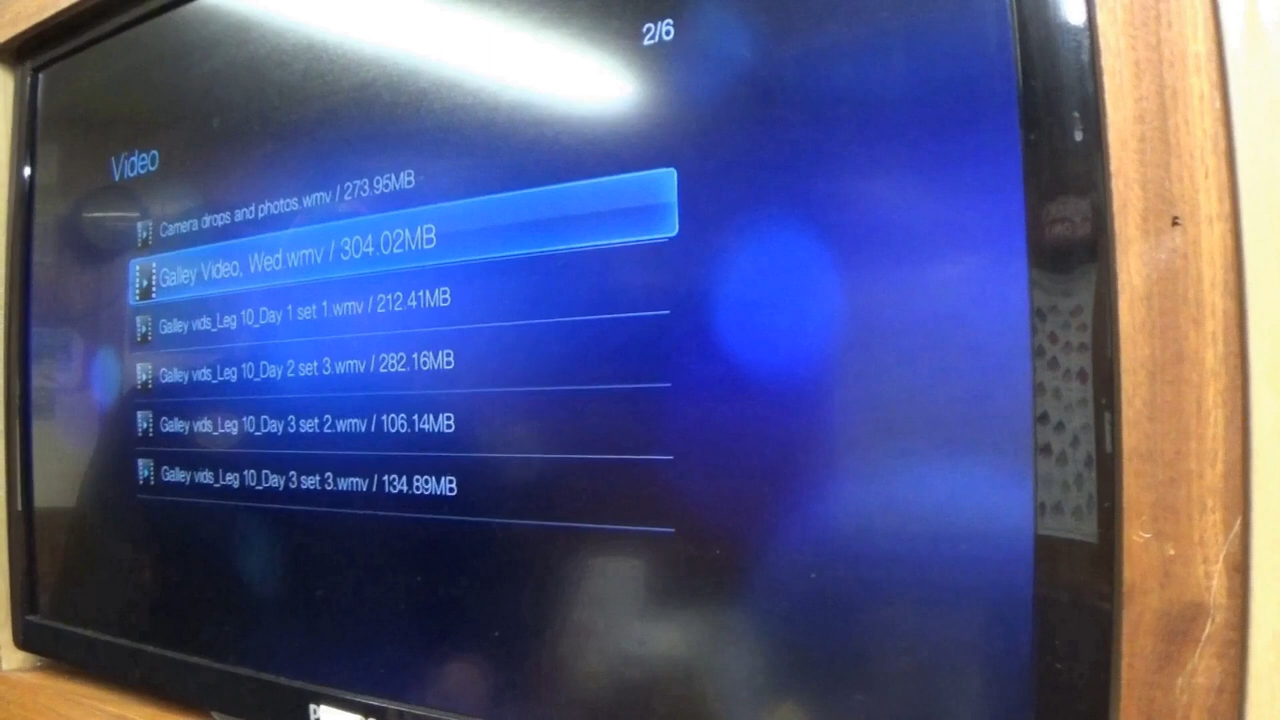 2/6
Video
Camera drops and photos.wmv / 273.95MB
Galley Video, Wed.wmv / 304.02MB
Galley vids_Leg 10_Day 1 set 1.wmv / 212.41MB
Galley vids_Leg 10_Day 2 set 3.wmv / 282.16MB
Galley vids_Leg 10_Day 3 set 2.wmv / 106.14MB
Galley vids_Leg 10_Day 3 set 3.wmv / 134.89MB